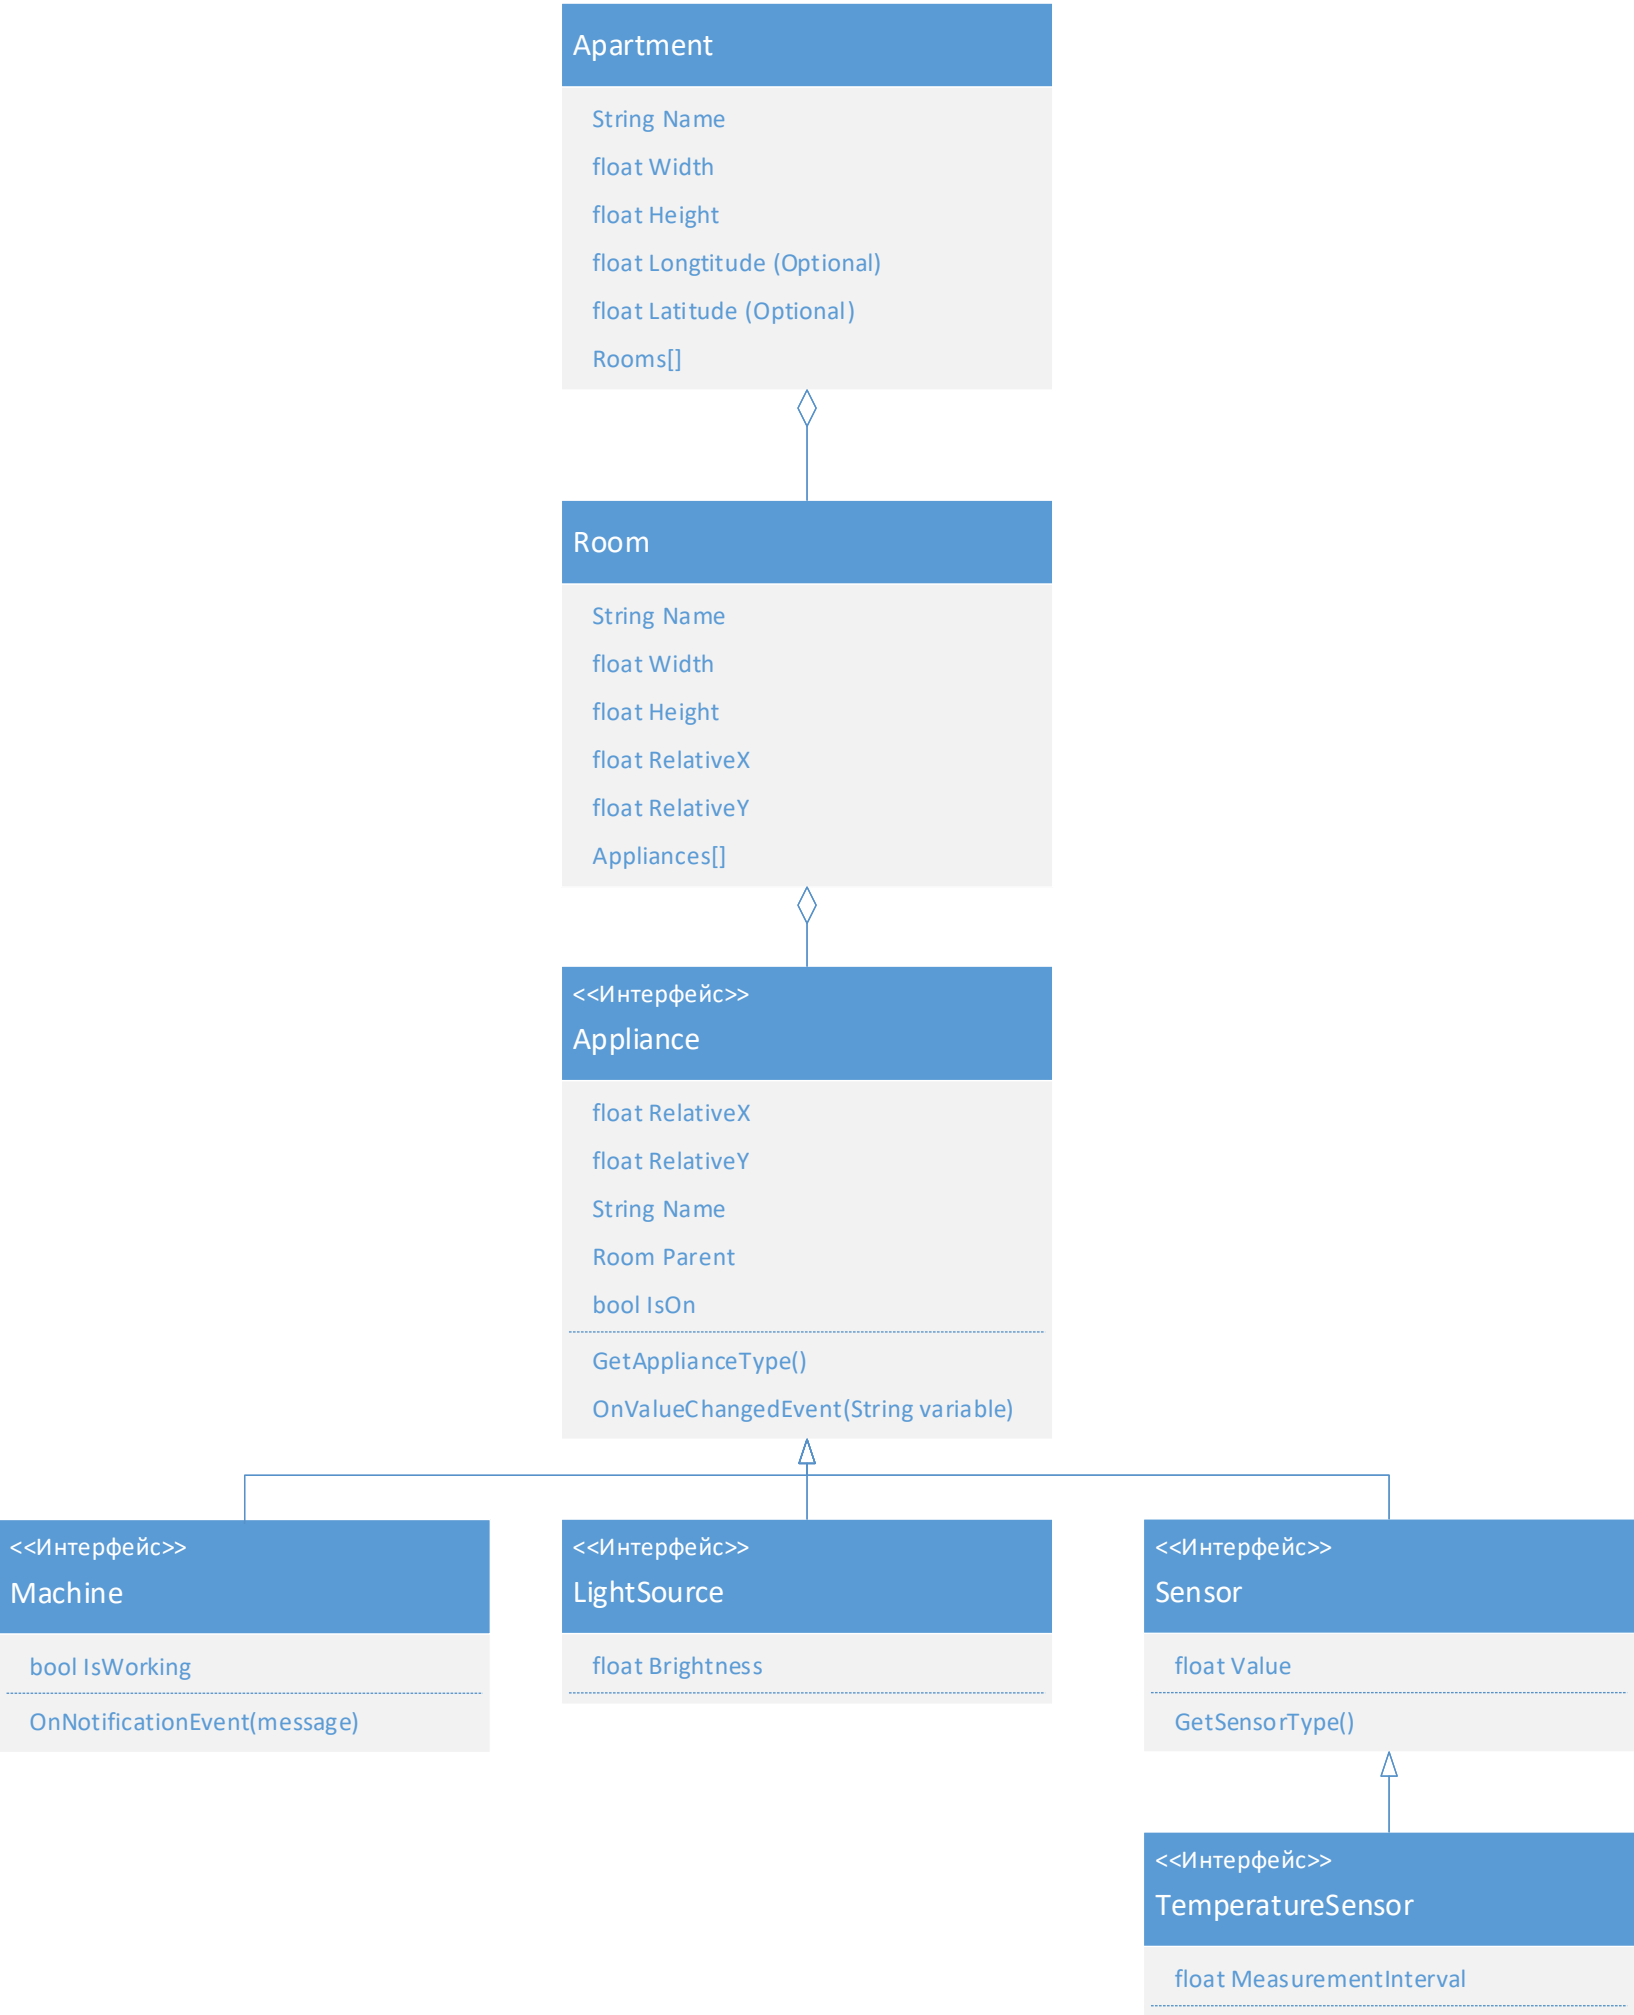 Apartment
String Name
float Width
float Height
float Longtitude (Optional)
float Latitude (Optional)
Rooms[]
Room
String Name
float Width
float Height
float RelativeX
float RelativeY
Appliances[]
<<Интерфейс>>
Appliance
float RelativeX
float RelativeY
String Name
Room Parent
bool IsOn
GetApplianceType()
OnValueChangedEvent(String variable)
<<Интерфейс>>
Machine
bool IsWorking
OnNotificationEvent(message)
<<Интерфейс>>
LightSource
float Brightness
<<Интерфейс>>
Sensor
float Value
GetSensorType()
<<Интерфейс>>
TemperatureSensor
float MeasurementInterval